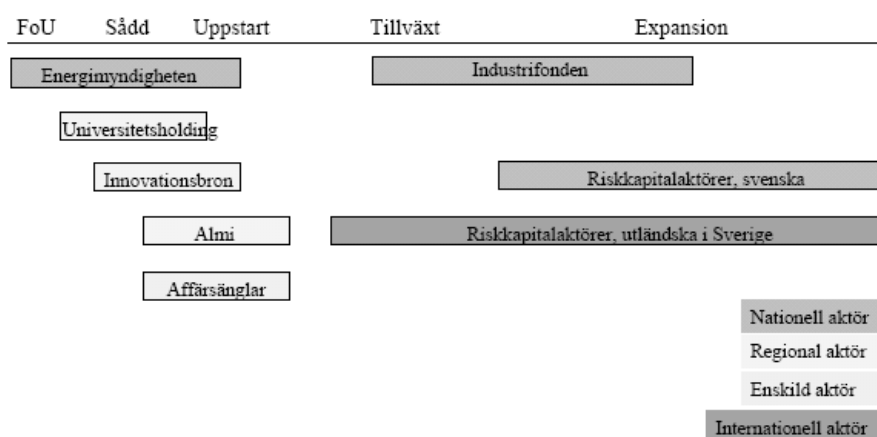 FoU Sådd Uppstart Tillväxt Expansion
Energimyndigheten Industrifonden
Universitetsholding
Innovationsbron Riskkapitalaktörer, svenska
Almi Riskkapitalaktörer, utländska i Sverige
Affärsänglar
Nationell aktör
Regional aktör
Enskild aktör
Internationell aktör